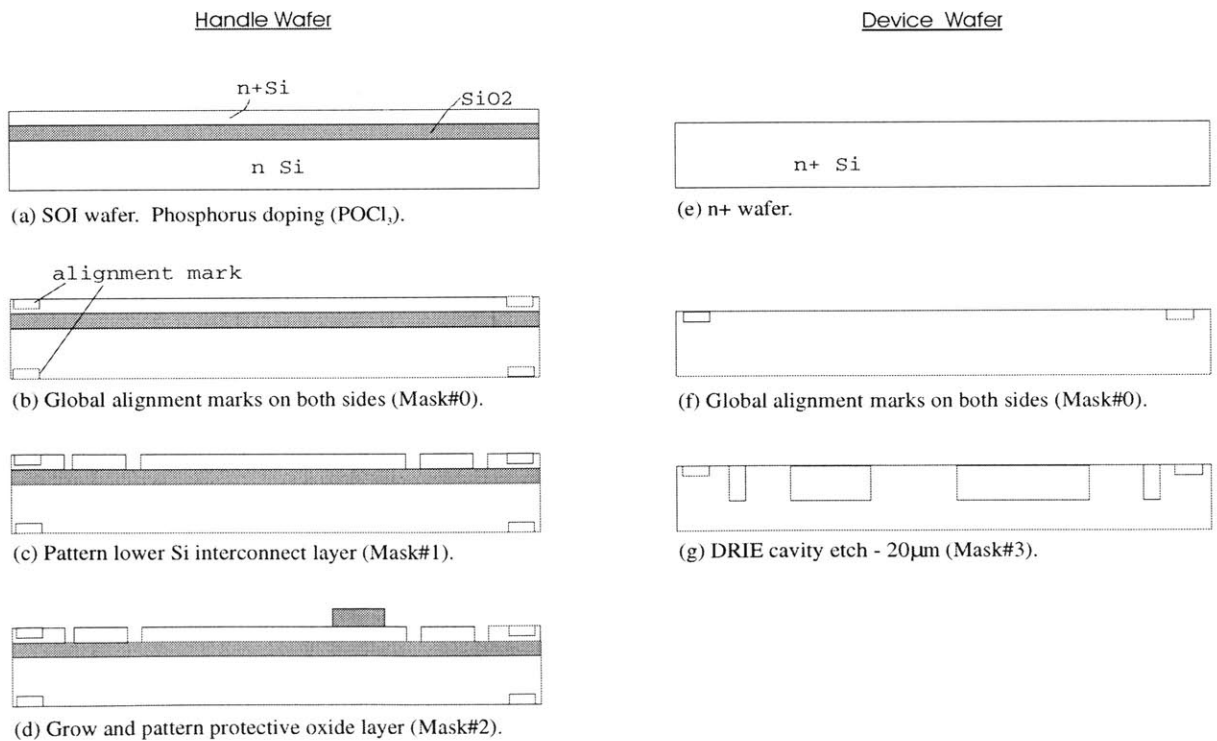 Handle Wafer
n+Si
SiO2
n Si
(a) SOI wafer. Phosphorus doping (POCl₃).
alignment mark
(b) Global alignment marks on both sides (Mask#0).
(c) Pattern lower Si interconnect layer (Mask#1).
(d) Grow and pattern protective oxide layer (Mask#2).
Device Wafer
n+ Si
(e) n+ wafer.
(f) Global alignment marks on both sides (Mask#0).
(g) DRIE cavity etch - 20µm (Mask#3).